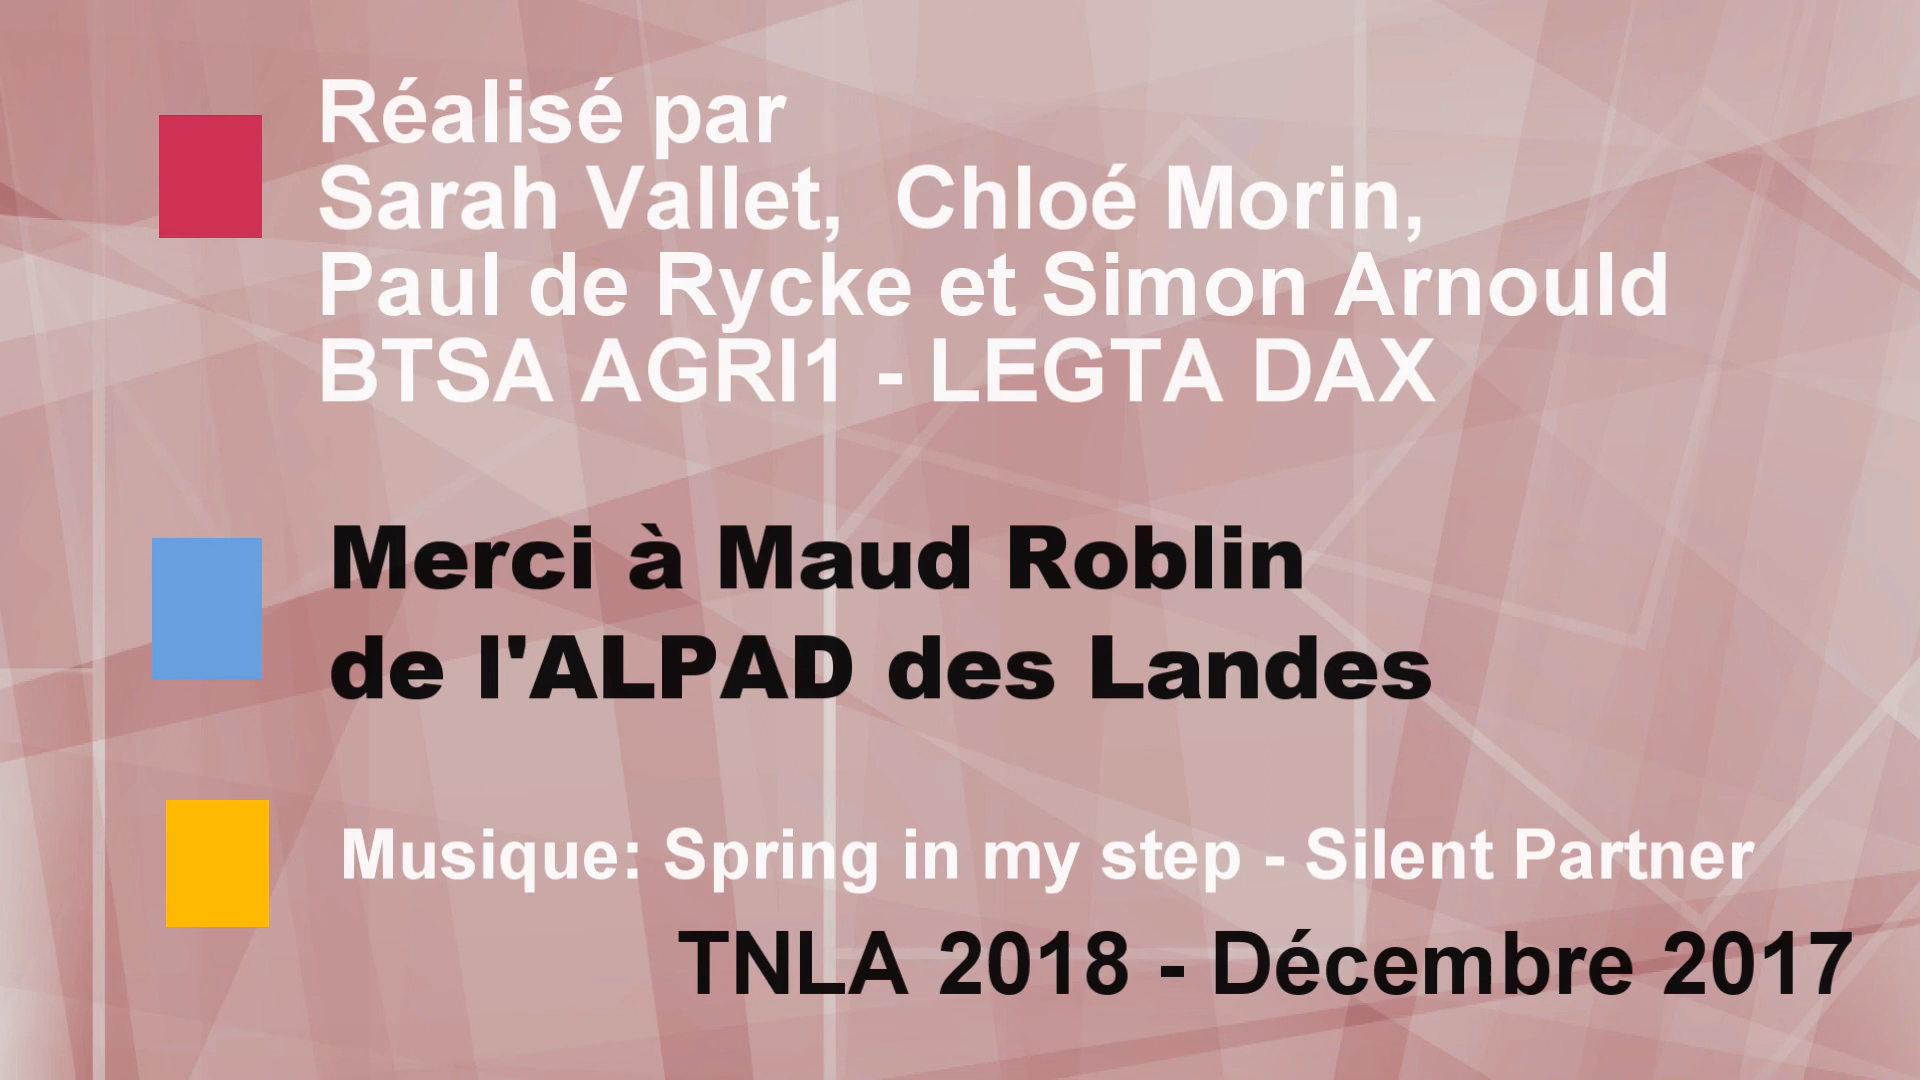 Réalisé par
Sarah Vallet,  Chloé Morin,
Paul de Rycke et Simon Arnould
BTSA AGRI1 - LEGTA DAX
Merci à Maud Roblin
de l'ALPAD des Landes
Musique: Spring in my step - Silent Partner
TNLA 2018 - Décembre 2017